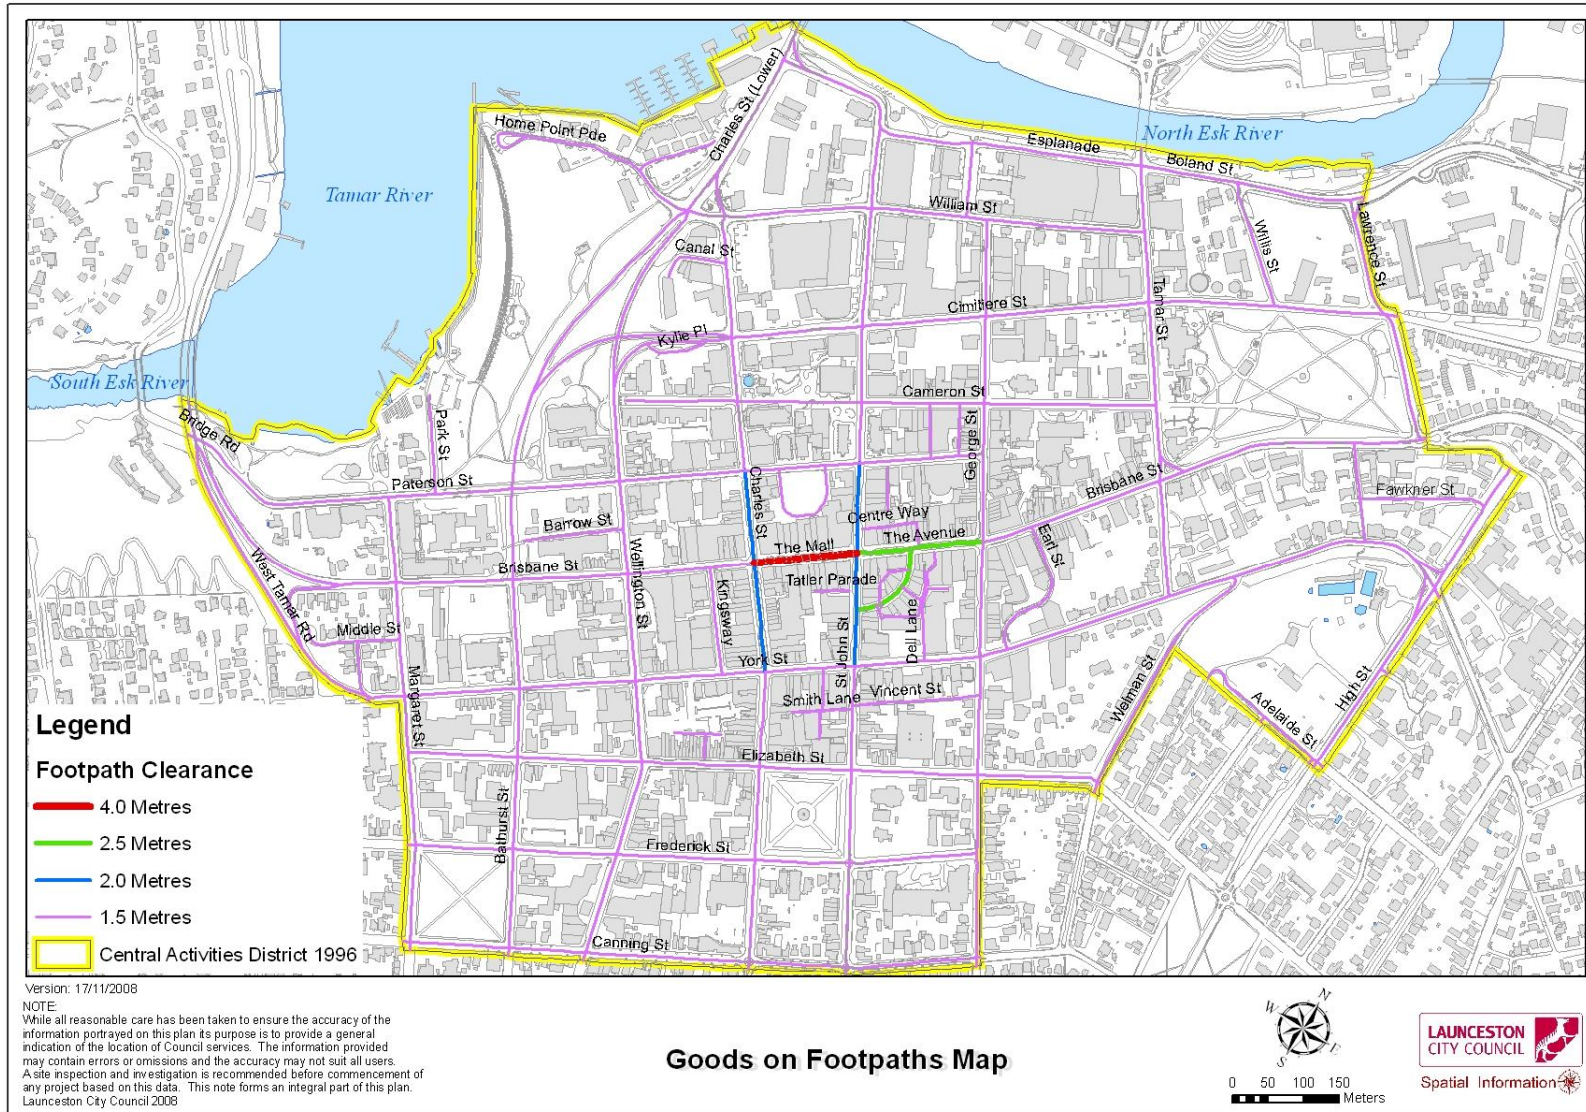 Charles St (Lower)
Home Point Pde
Esplanade
North Esk River
Boland St
Tamar River
William St
Lawrence St
Willis St
Canal St
Tamar St
Cimitiere St
Kylie Pl
South Esk River
Cameron St
Bridge Rd
Park St
George St
Paterson St
Charles St
Brisbane St
Fawkner St
Centre Way
Barrow St
The Avenue
The Mall
Earl St
Brisbane St
Wellington St
Tatler Parade
Kingsway
West Tamar Rd
Middle St
Dell Lane
St John St
York St
Margaret St
Smith Lane
Vincent St
Welman St
High St
Adelaide St
Elizabeth St
Bathurst St
Frederick St
Canning St
Legend
Footpath Clearance
4.0 Metres
2.5 Metres
2.0 Metres
1.5 Metres
Central Activities District 1996
Version: 17/11/2008
NOTE:
While all reasonable care has been taken to ensure the accuracy of the
information portrayed on this plan its purpose is to provide a general
indication of the location of Council services. The information provided
may contain errors or omissions and the accuracy may not suit all users.
A site inspection and investigation is recommended before commencement of
any project based on this data. This note forms an integral part of this plan.
Launceston City Council 2008
Goods on Footpaths Map
N
W
E
S
0 50 100 150
Meters
LAUNCESTON
CITY COUNCIL
Spatial Information